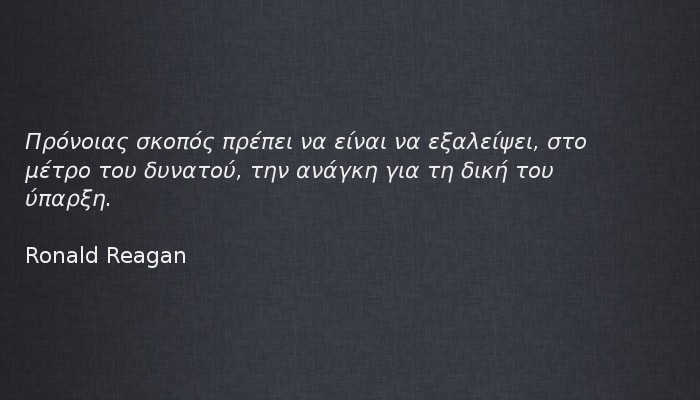 Πρόνοιας σκοπός πρέπει να είναι να εξαλείψει, στο
μέτρο του δυνατού, την ανάγκη για τη δική του
ύπαρξη.
Ronald Reagan